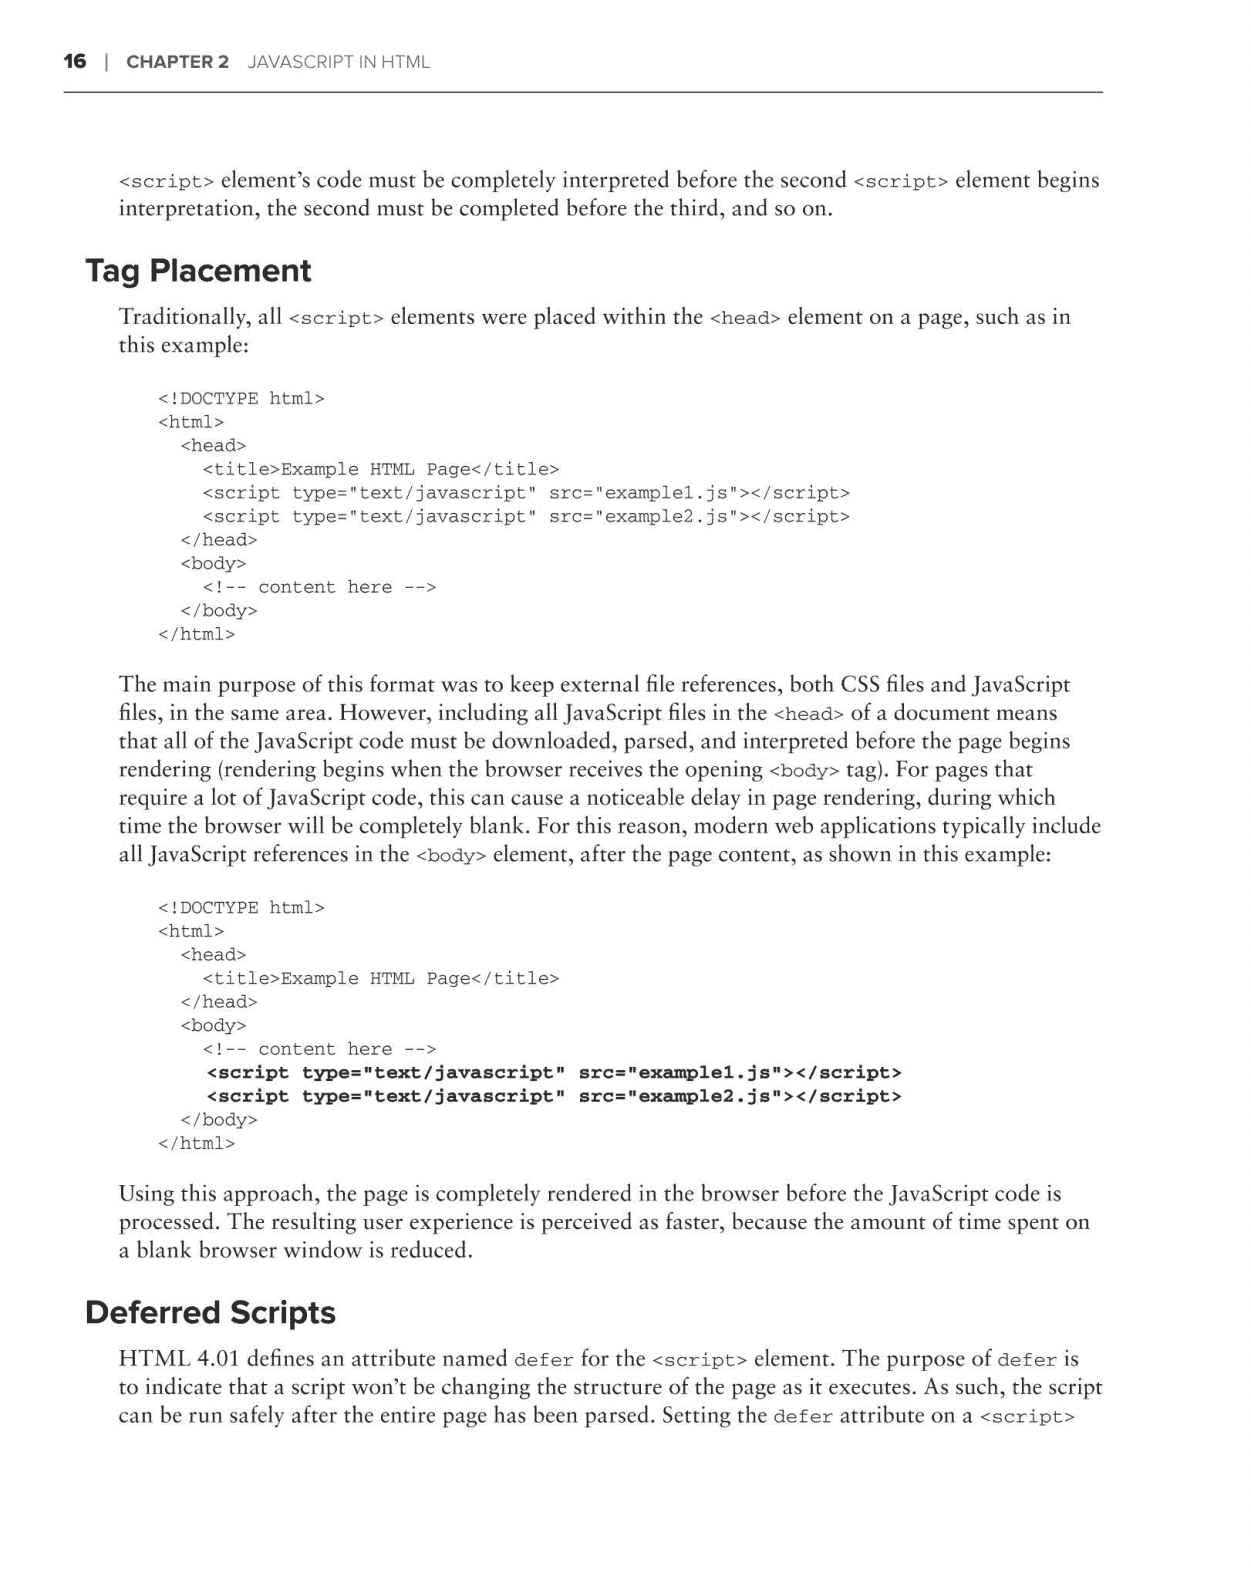 16 | CHAPTER 2 JAVASCRIPT IN HTML
<script> element’s code must be completely interpreted before the second <script> element begins
interpretation, the second must be completed before the third, and so on.
Tag Placement
Traditionally, all <script> elements were placed within the <head> element on a page, such as in
this example:
<!DOCTYPE html>
<html>
  <head>
    <title>Example HTML Page</title>
    <script type="text/javascript" src="example1.js"></script>
    <script type="text/javascript" src="example2.js"></script>
  </head>
  <body>
    <!-- content here -->
  </body>
</html>
The main purpose of this format was to keep external file references, both CSS files and JavaScript
files, in the same area. However, including all JavaScript files in the <head> of a document means
that all of the JavaScript code must be downloaded, parsed, and interpreted before the page begins
rendering (rendering begins when the browser receives the opening <body> tag). For pages that
require a lot of JavaScript code, this can cause a noticeable delay in page rendering, during which
time the browser will be completely blank. For this reason, modern web applications typically include
all JavaScript references in the <body> element, after the page content, as shown in this example:
<!DOCTYPE html>
<html>
  <head>
    <title>Example HTML Page</title>
  </head>
  <body>
    <!-- content here -->
    <script type="text/javascript" src="example1.js"></script>
    <script type="text/javascript" src="example2.js"></script>
  </body>
</html>
Using this approach, the page is completely rendered in the browser before the JavaScript code is
processed. The resulting user experience is perceived as faster, because the amount of time spent on
a blank browser window is reduced.
Deferred Scripts
HTML 4.01 defines an attribute named defer for the <script> element. The purpose of defer is
to indicate that a script won’t be changing the structure of the page as it executes. As such, the script
can be run safely after the entire page has been parsed. Setting the defer attribute on a <script>